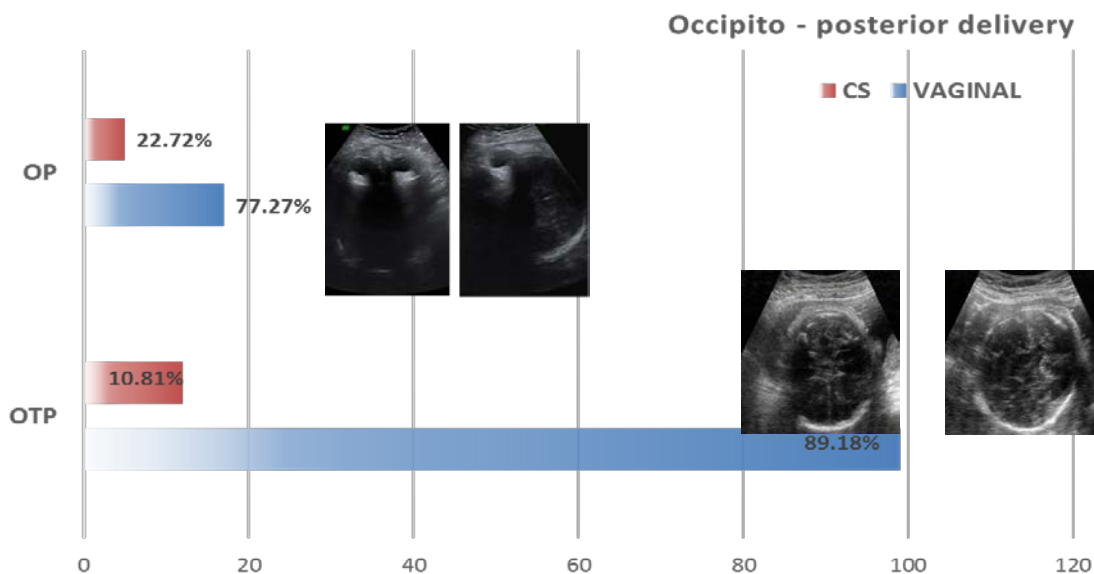 Occipito - posterior delivery
CS VAGINAL
OP
22.72%
77.27%
OTP
10.81%
89.18%
0 20 40 60 80 100 120